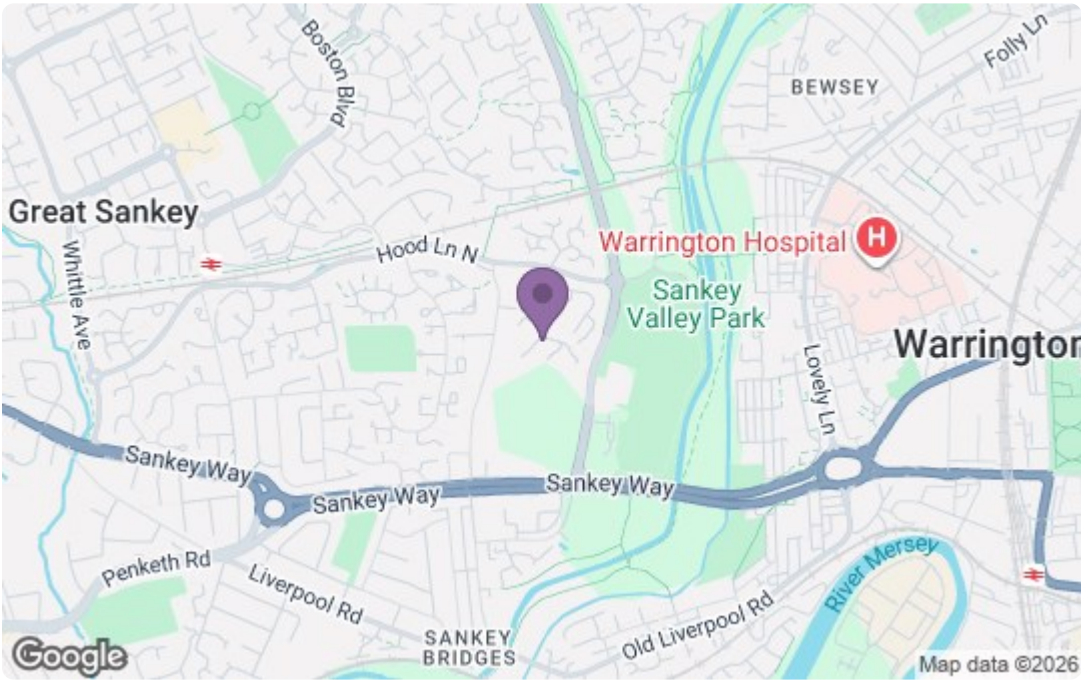 Boston Blvd
Folly Ln
BEWSEY
Great Sankey
Whittle Ave
Hood Ln N
Warrington Hospital
H
Sankey
Valley Park
Warrington
Lovely Ln
Sankey Way
Sankey Way
Sankey Way
Penketh Rd
Liverpool Rd
River Mersey
Old Liverpool Rd
SANKEY
BRIDGES
Google
Map data ©2026